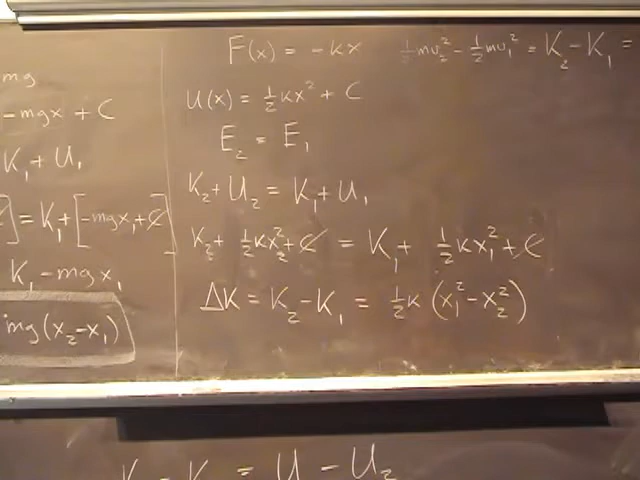 mg
-mgx + C
K₁ + U₁
] = K₁ + [-mgx₁ + C]
K₁ - mgx₁
mg(x₂-x₁)
F(x) = -kx
½mv₂² - ½mv₁² = K₂ - K₁ =
U(x) = ½kx² + C
E₂ = E₁
K₂ + U₂ = K₁ + U₁
K₂ + ½kx₂² + C = K₁ + ½kx₁² + C
ΔK = K₂ - K₁ = ½k(x₁² - x₂²)
= U - U₂